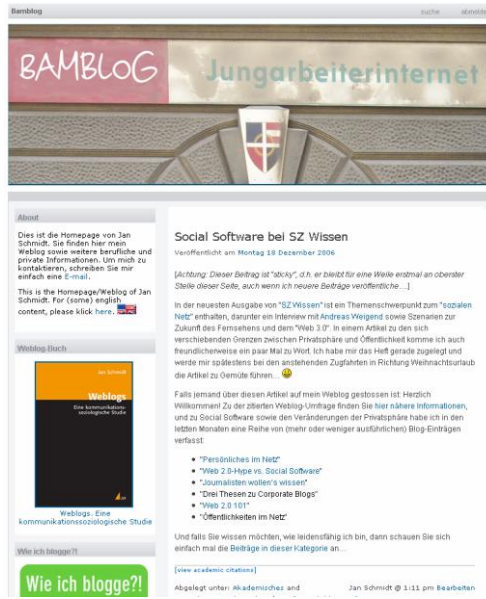 Bamblog
suche abmelde
BAMBLOG Jungarbeiterinternet
About
Dies ist die Homepage von Jan
Schmidt. Sie finden hier mein
Weblog sowie weitere berufliche und
private Informationen. Um mich zu
kontaktieren, schreiben Sie mir
einfach eine E-mail.
This is the Homepage/Weblog of Jan
Schmidt. For (some) english
content, please klick here.
Weblog-Buch
Jan Schmidt
Weblogs
Eine kommunikations-
soziologische Studie
Weblogs. Eine
kommunikationssoziologische Studie
Wie ich blogge?!
Wie ich blogge?!
Social Software bei SZ Wissen
Veröffentlicht am Montag 18 Dezember 2006
[Achtung: Dieser Beitrag ist "sticky", d.h. er bleibt für eine Weile erstmal an oberster
Stelle dieser Seite, auch wenn ich neuere Beiträge veröffentliche....]
In der neuesten Ausgabe von "SZ Wissen" ist ein Themenschwerpunkt zum "sozialen
Netz" enthalten, darunter ein Interview mit Andreas Weigend sowie Szenarien zur
Zukunft des Fernsehens und dem "Web 3.0". In einem Artikel zu den sich
verschiebenden Grenzen zwischen Privatsphäre und Öffentlichkeit komme ich auch
freundlicherweise ein paar Mal zu Wort. Ich habe mir das Heft gerade zugelegt und
werde mir spätestens bei den anstehenden Zugfahrten in Richtung Weihnachtsurlaub
die Artikel zu Gemüte führen...
Falls jemand über diesen Artikel auf mein Weblog gestossen ist: Herzlich
Willkommen! Zu der zitierten Weblog-Umfrage finden Sie hier nähere Informationen,
und zu Social Software sowie den Veränderungen der Privatsphäre habe ich in den
letzten Monaten eine Reihe von (mehr oder weniger ausführlichen) Blog-Einträgen
verfasst:
"Persönliches im Netz"
"Web 2.0-Hype vs. Social Software"
"Journalisten wollen's wissen"
"Drei Thesen zu Corporate Blogs"
"Web 2.0 101"
"Öffentlichkeiten im Netz"
Und falls Sie wissen möchten, wie leidensfähig ich bin, dann schauen Sie sich
einfach mal die Beiträge in dieser Kategorie an...
[view academic citations]
Abgelegt unter: Akademisches and
Jan Schmidt @ 1:11 pm Bearbeiten